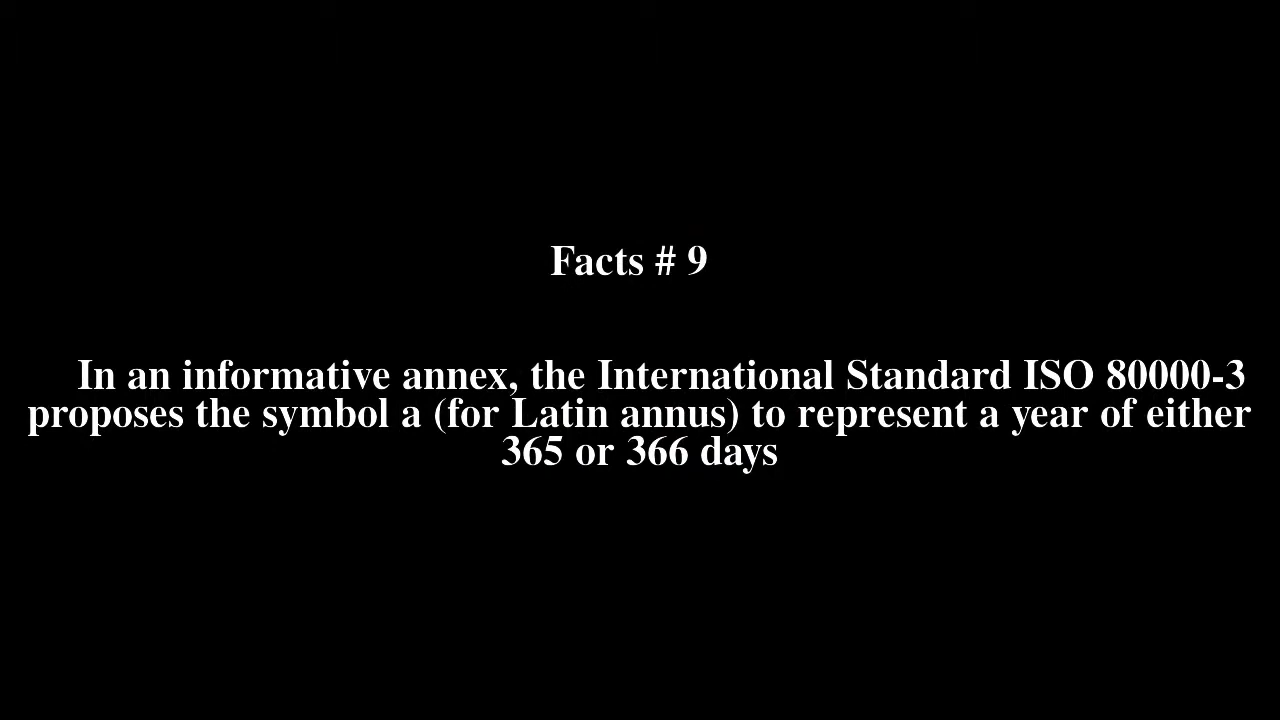 Facts # 9
In an informative annex, the International Standard ISO 80000-3
proposes the symbol a (for Latin annus) to represent a year of either
365 or 366 days